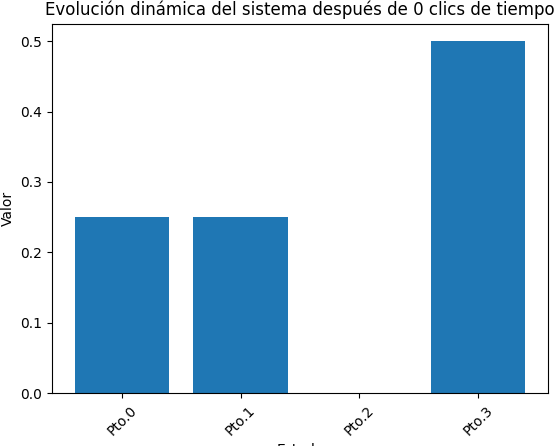 Evolución dinámica del sistema después de 0 clics de tiempo
0.5
0.4
0.3
0.2
0.1
0.0
Valor
Pto.0
Pto.1
Pto.2
Pto.3